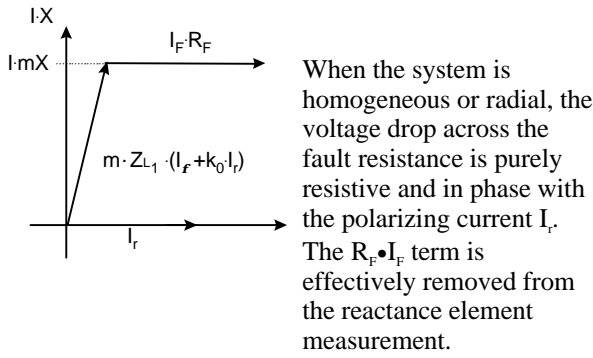 I·X
I·mX
I_F·R_F
m·Z_L1·(I_f+k_0·I_r)
I_r
When the system is
homogeneous or radial, the
voltage drop across the
fault resistance is purely
resistive and in phase with
the polarizing current I_r.
The R_F•I_F term is
effectively removed from
the reactance element
measurement.